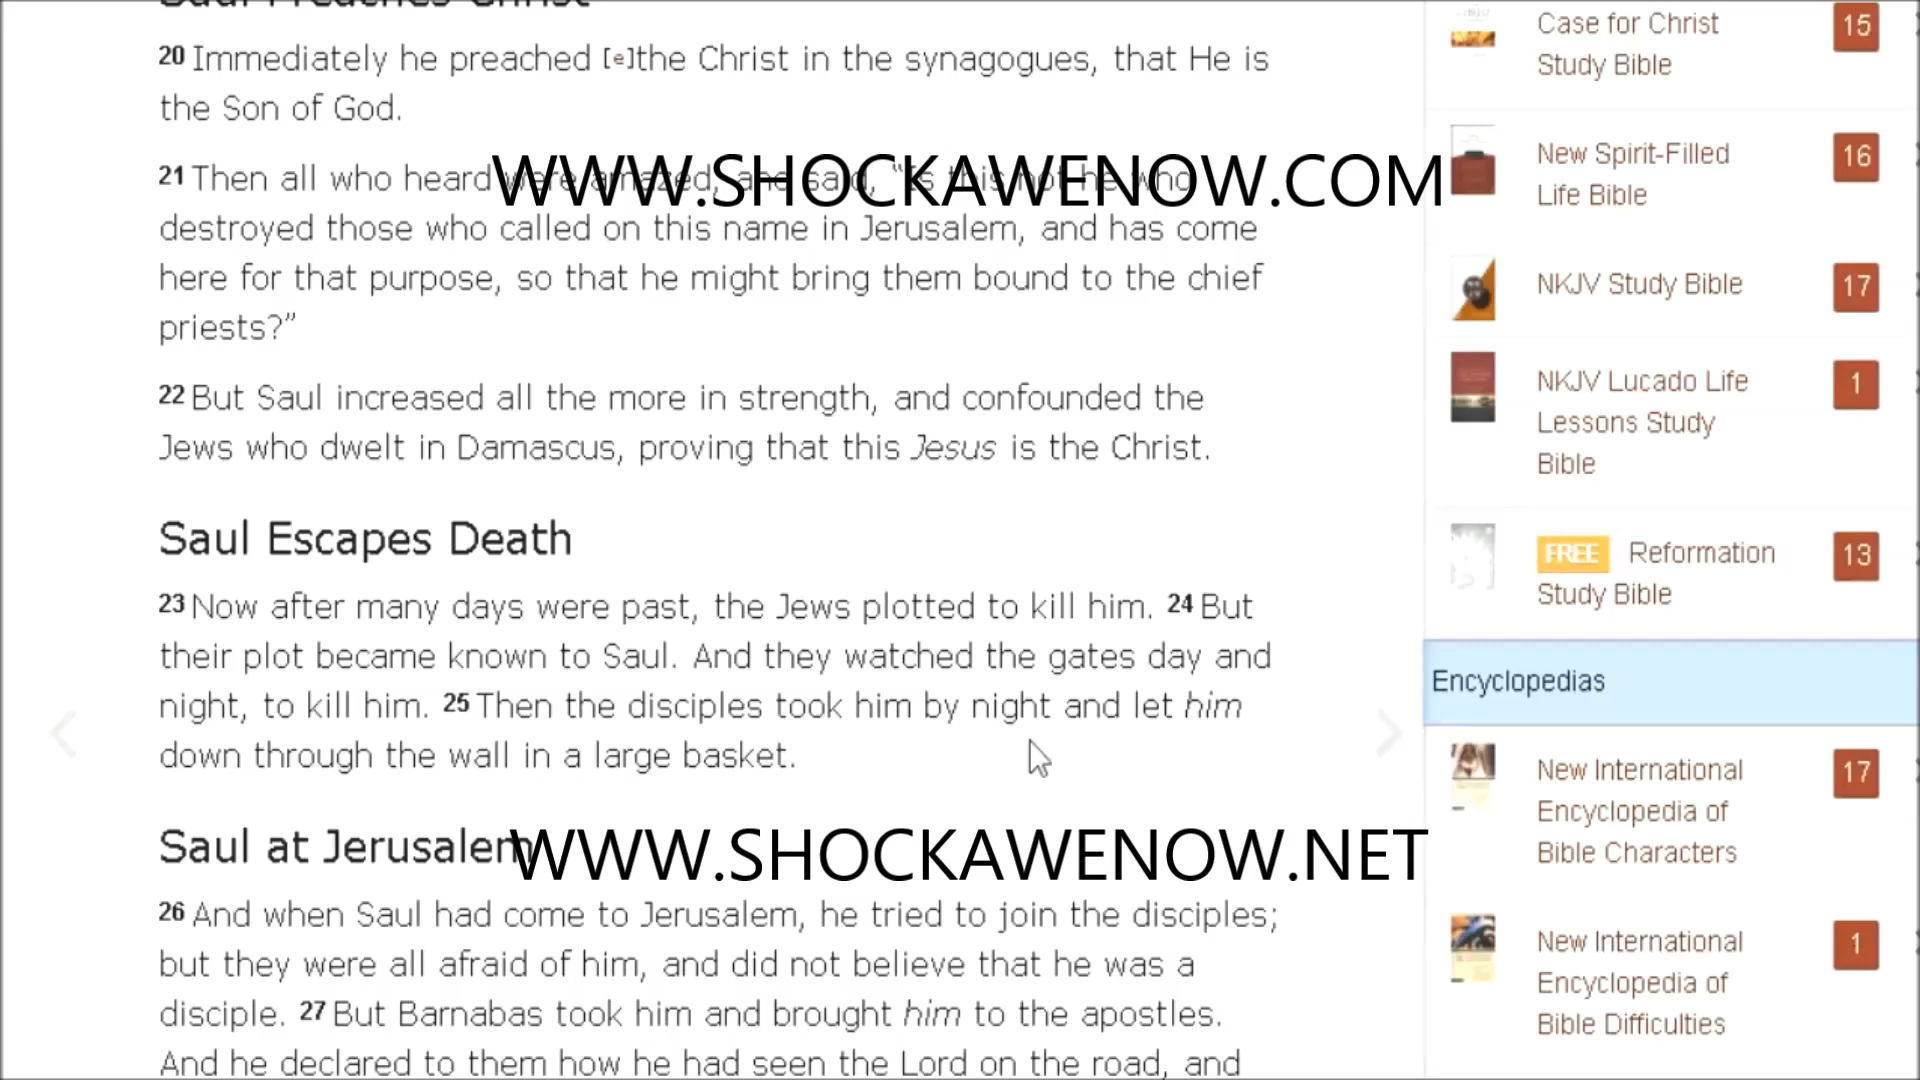 Saul Preaches Christ
20 Immediately he preached [e]the Christ in the synagogues, that He is
the Son of God.
21 Then all who heard were amazed, and said, “Is this not he who
WWW.SHOCKAWENOW.COM
destroyed those who called on this name in Jerusalem, and has come
here for that purpose, so that he might bring them bound to the chief
priests?”
22 But Saul increased all the more in strength, and confounded the
Jews who dwelt in Damascus, proving that this Jesus is the Christ.
Saul Escapes Death
23 Now after many days were past, the Jews plotted to kill him. 24 But
their plot became known to Saul. And they watched the gates day and
night, to kill him. 25 Then the disciples took him by night and let him
down through the wall in a large basket.
Saul at Jerusalem
WWW.SHOCKAWENOW.NET
26 And when Saul had come to Jerusalem, he tried to join the disciples;
but they were all afraid of him, and did not believe that he was a
disciple. 27 But Barnabas took him and brought him to the apostles.
And he declared to them how he had seen the Lord on the road, and
Case for Christ
Study Bible
15
New Spirit-Filled
Life Bible
16
NKJV Study Bible
17
NKJV Lucado Life
Lessons Study
Bible
1
FREE Reformation
Study Bible
13
Encyclopedias
New International
Encyclopedia of
Bible Characters
17
New International
Encyclopedia of
Bible Difficulties
1